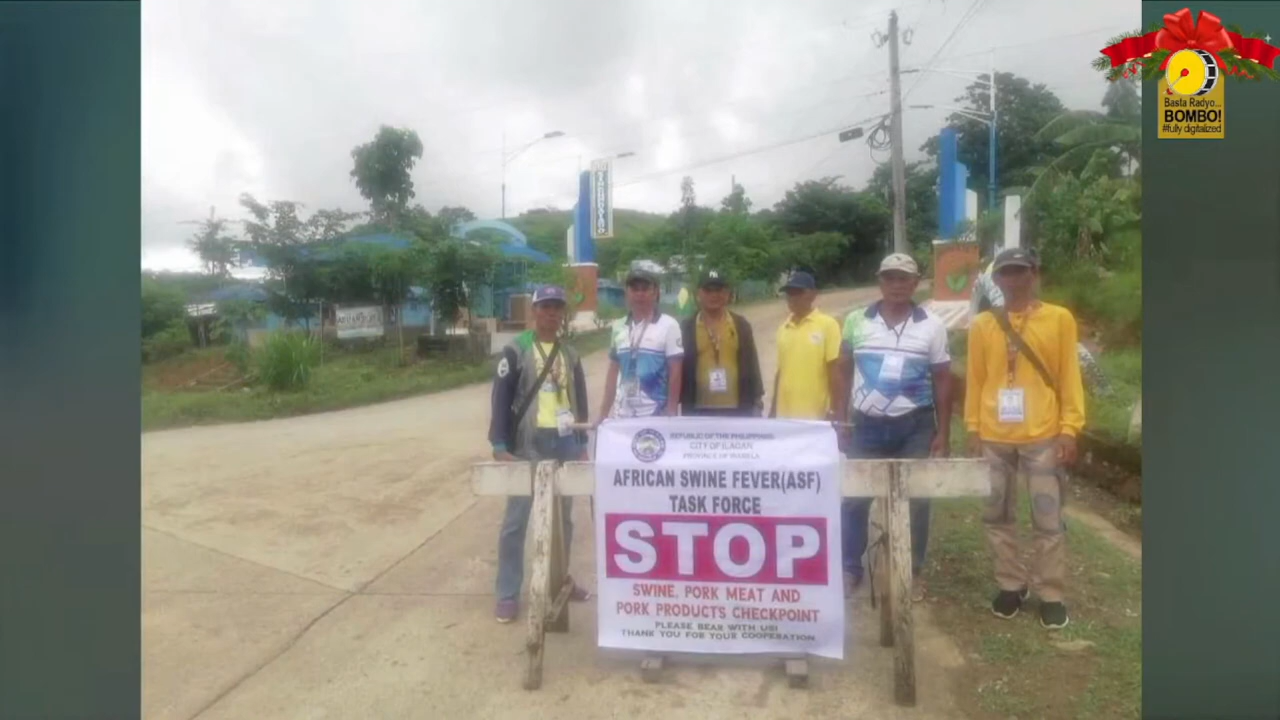 Basta Radyo...
BOMBO!
#fully digitalized
REPUBLIC OF THE PHILIPPINES
CITY OF ILAGAN
PROVINCE OF ISABELA
AFRICAN SWINE FEVER(ASF)
TASK FORCE
STOP
SWINE, PORK MEAT AND
PORK PRODUCTS CHECKPOINT
PLEASE BEAR WITH US!
THANK YOU FOR YOUR COOPERATION